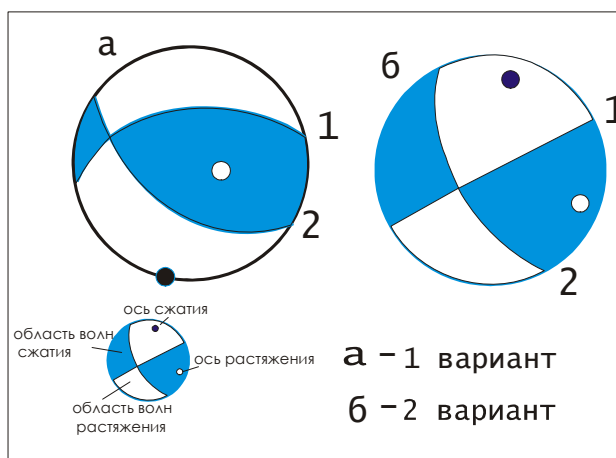 а
б
1
2
1
2
ось сжатия
область волн
сжатия
ось растяжения
область волн
растяжения
а – 1 вариант
б – 2 вариант